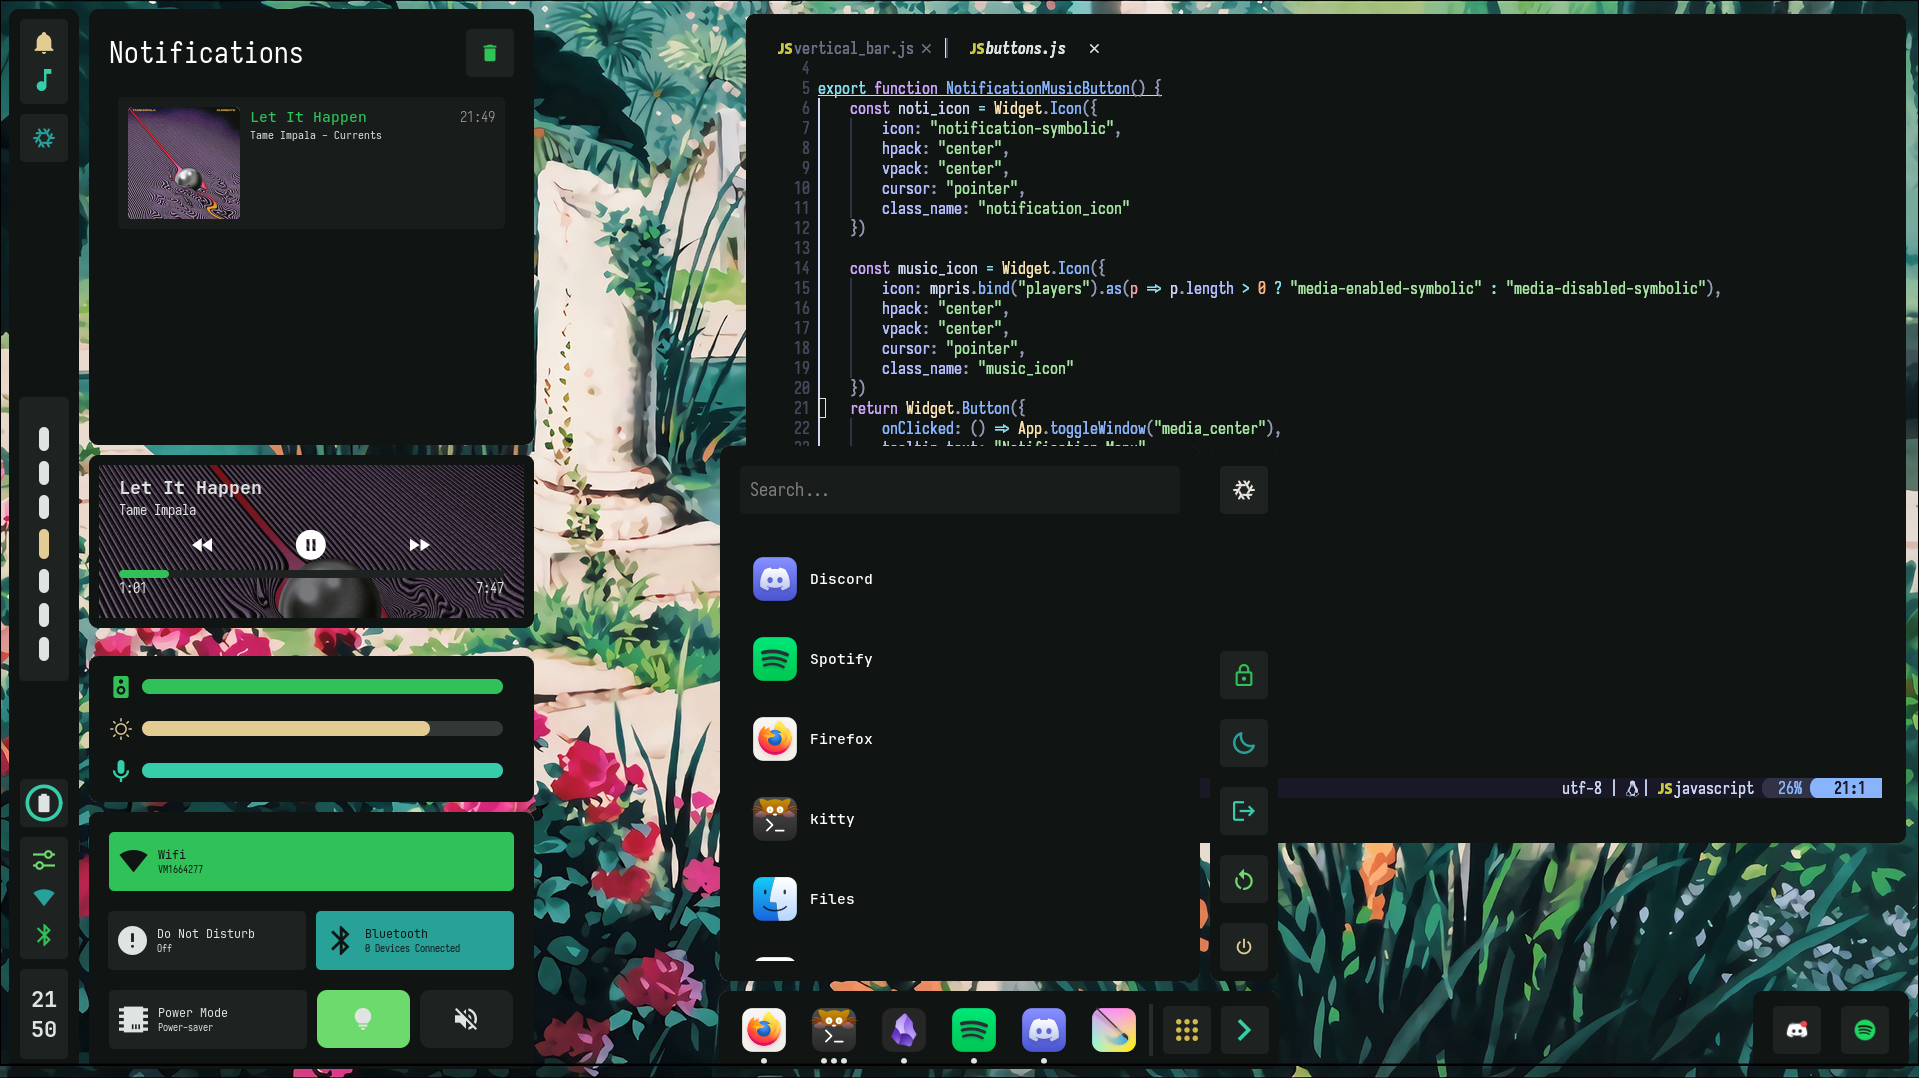 Notifications
Let It Happen
21:49
Tame Impala - Currents
Let It Happen
Tame Impala
1:01
7:47
Wifi
VM1664277
Do Not Disturb
Off
Bluetooth
0 Devices Connected
Power Mode
Power-saver
21
50
JS vertical_bar.js × | JS buttons.js ×
4
5 export function NotificationMusicButton() {
6 const noti_icon = Widget.Icon({
7 icon: "notification-symbolic",
8 hpack: "center",
9 vpack: "center",
10 cursor: "pointer",
11 class_name: "notification_icon"
12 })
13
14 const music_icon = Widget.Icon({
15 icon: mpris.bind("players").as(p => p.length > 0 ? "media-enabled-symbolic" : "media-disabled-symbolic"),
16 hpack: "center",
17 vpack: "center",
18 cursor: "pointer",
19 class_name: "music_icon"
20 })
21 return Widget.Button({
22 onClicked: () => App.toggleWindow("media_center"),
23 tooltip_text: "Notification Menu"
Search...
Discord
Spotify
Firefox
kitty
Files
utf-8 | | JS javascript 26% 21:1